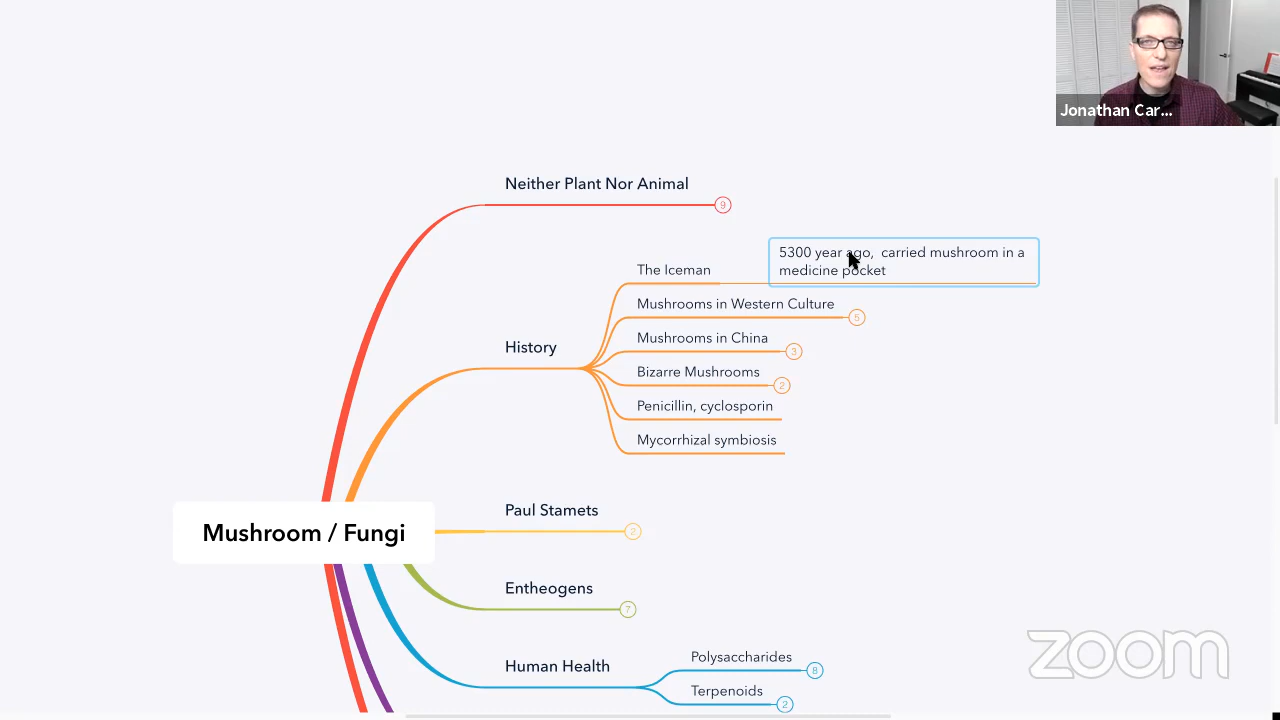 Jonathan Car...
Neither Plant Nor Animal
9
5300 year ago,  carried mushroom in a
medicine pocket
The Iceman
Mushrooms in Western Culture
5
Mushrooms in China
3
History
Bizarre Mushrooms
2
Penicillin, cyclosporin
Mycorrhizal symbiosis
Paul Stamets
2
Mushroom / Fungi
Entheogens
7
Human Health
Polysaccharides
8
Terpenoids
2
zoom